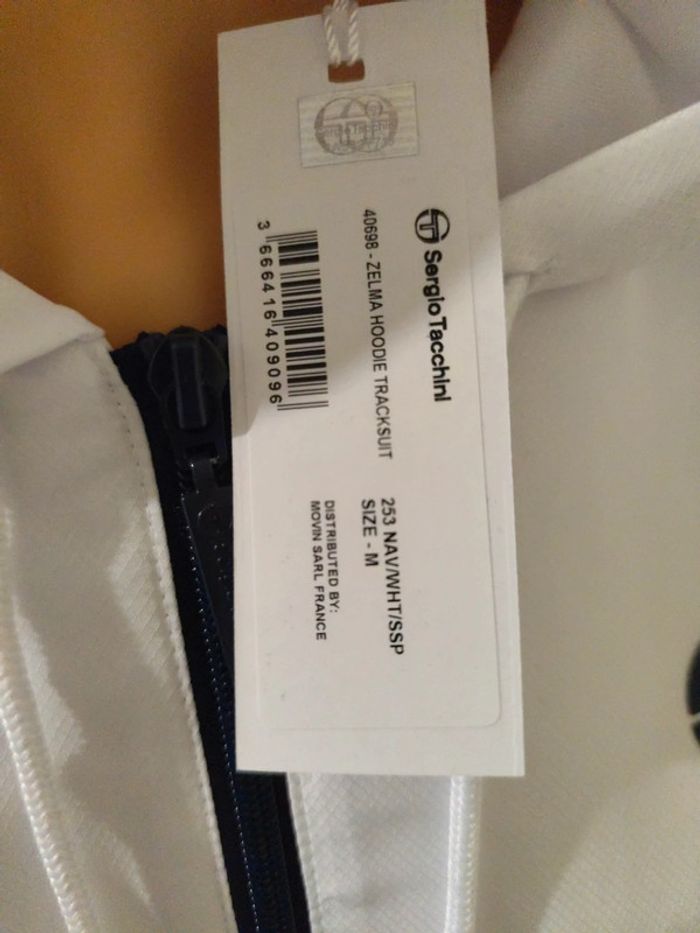 Sergio Tacchini
40698 - ZELMA HOODIE TRACKSUIT
3 666416 409096
253 NAV/WHT/SSP
SIZE - M
DISTRIBUTED BY:
MOVIN SARL FRANCE